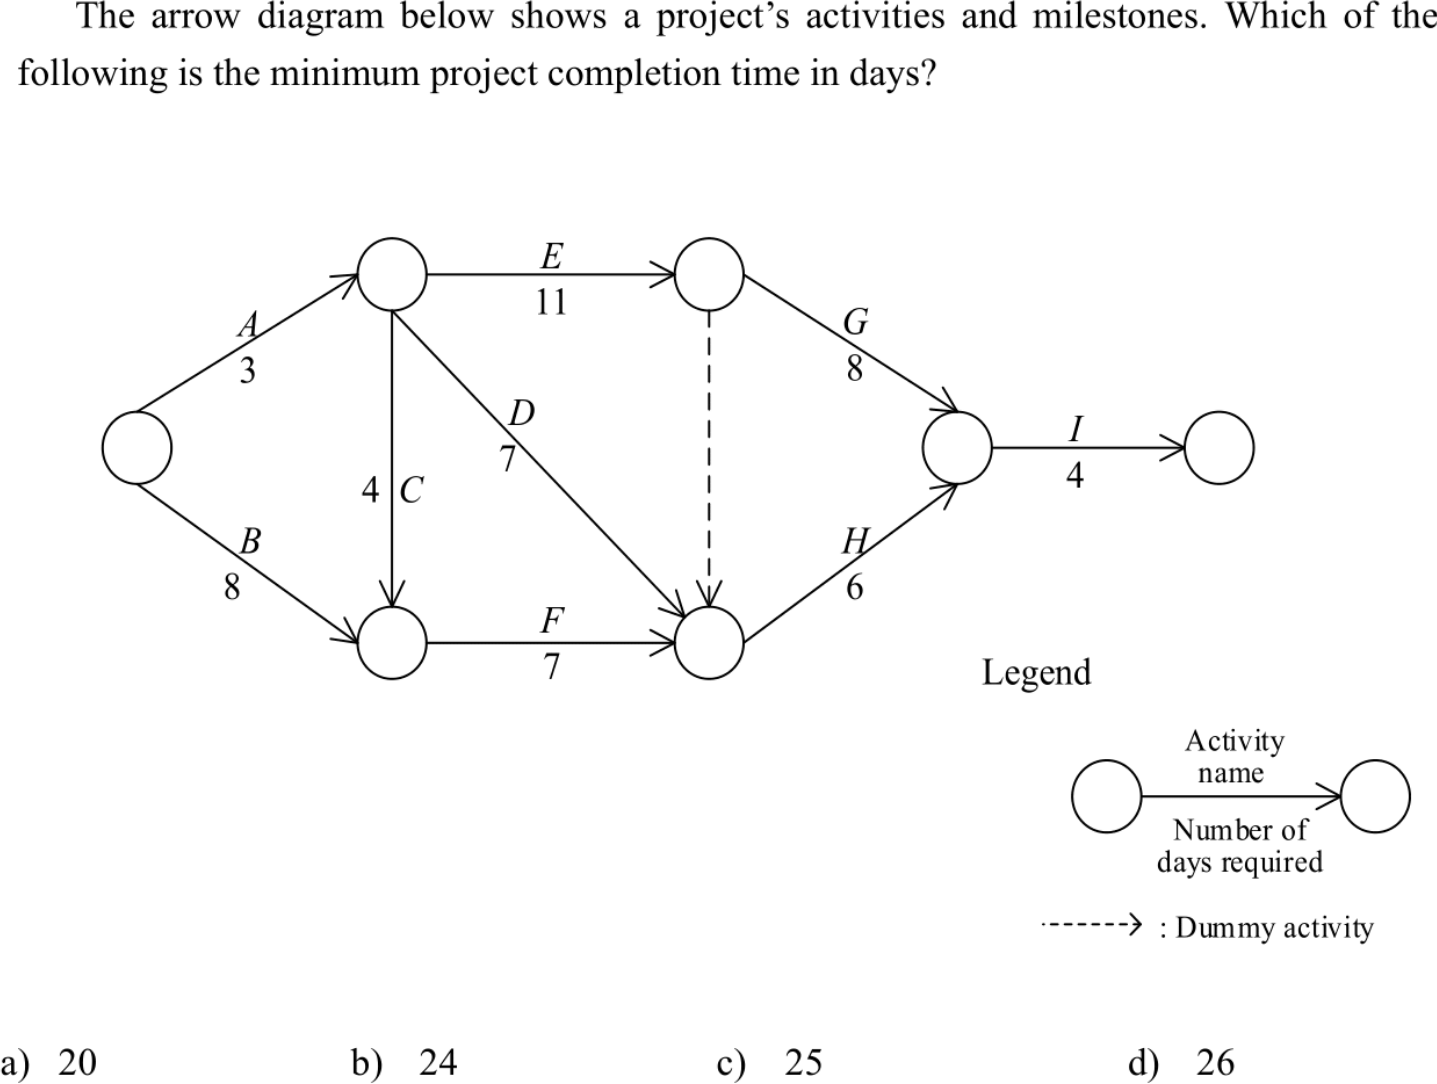 The arrow diagram below shows a project's activities and milestones. Which of the
following is the minimum project completion time in days?
E
11
A
3
G
8
D
7
I
4
4 C
B
8
H
6
F
7
Legend
Activity
name
Number of
days required
: Dummy activity
a) 20 b) 24 c) 25 d) 26